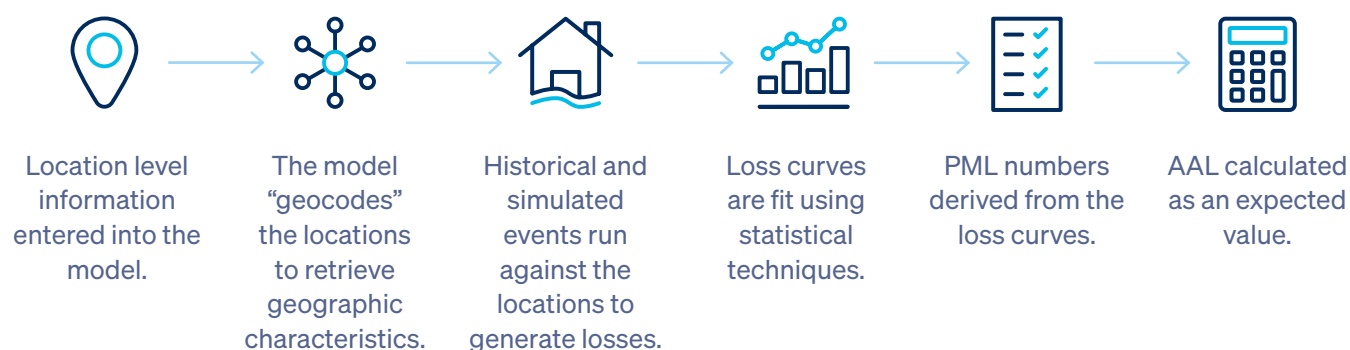 Location level
information
entered into the
model.
The model
“geocodes”
the locations
to retrieve
geographic
characteristics.
Historical and
simulated
events run
against the
locations to
generate losses.
Loss curves
are fit using
statistical
techniques.
PML numbers
derived from the
loss curves.
AAL calculated
as an expected
value.